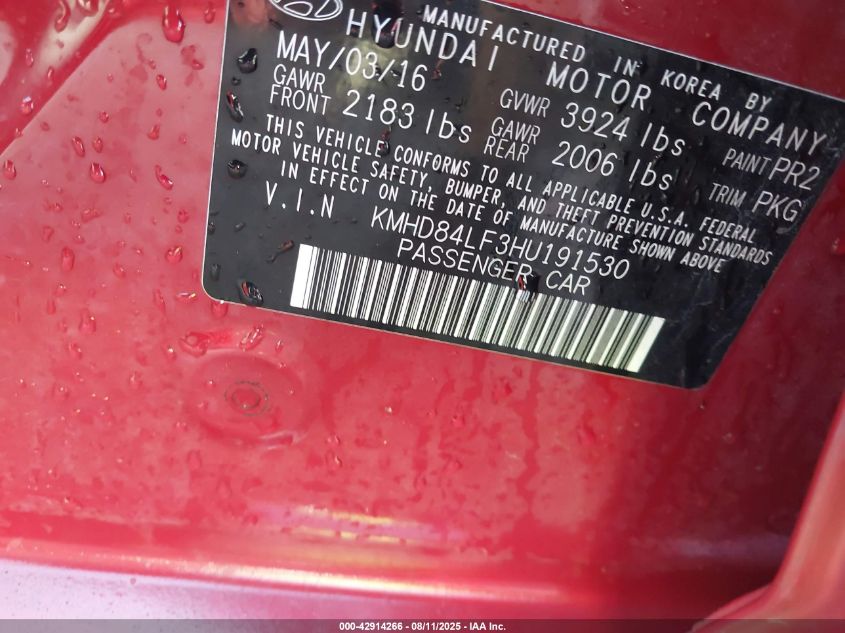 MANUFACTURED IN KOREA BY
HYUNDAI MOTOR COMPANY
MAY/03/16 GVWR 3924 lbs PAINT PR2
GAWR FRONT 2183 lbs GAWR REAR 2006 lbs TRIM PKG
THIS VEHICLE CONFORMS TO ALL APPLICABLE U.S.A. FEDERAL
MOTOR VEHICLE SAFETY, BUMPER, AND THEFT PREVENTION STANDARDS
IN EFFECT ON THE DATE OF MANUFACTURE SHOWN ABOVE
V.I.N KMHD84LF3HU191530
PASSENGER CAR
000-42914266 - 08/11/2025 - IAA Inc.